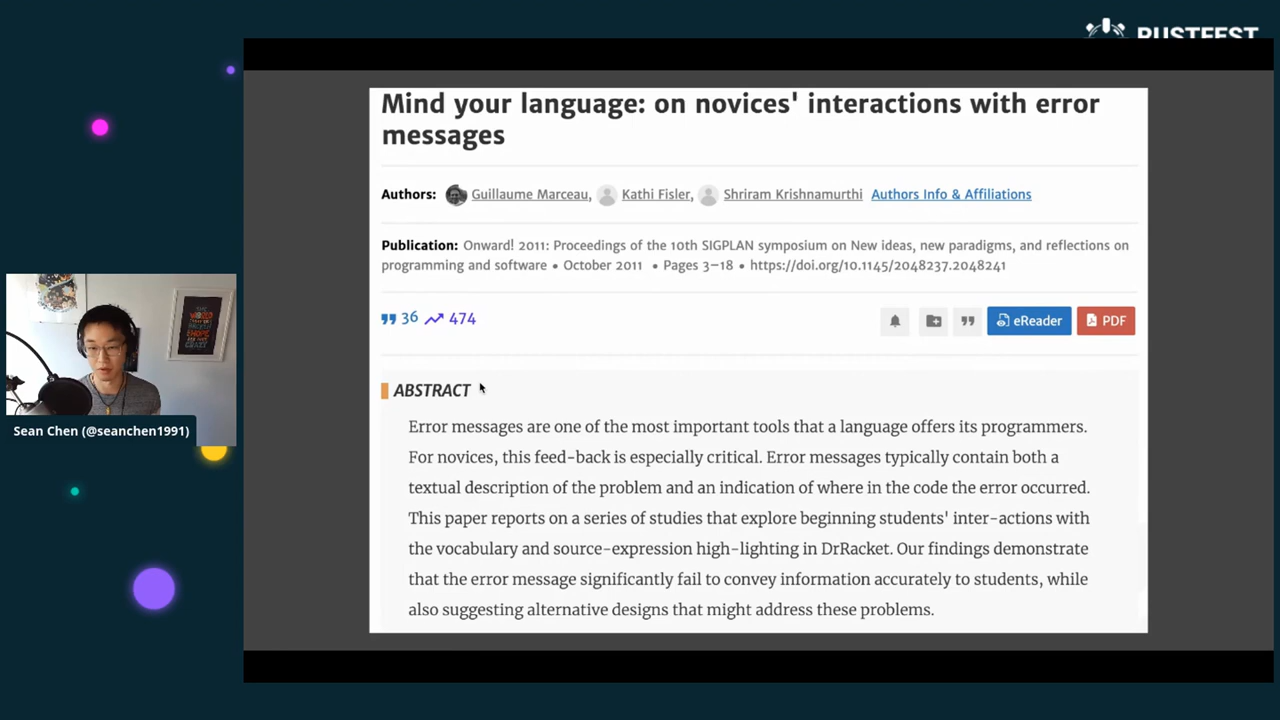 RUSTFEST
Mind your language: on novices' interactions with error
messages
Authors: Guillaume Marceau, Kathi Fisler, Shriram Krishnamurthi Authors Info & Affiliations
Publication: Onward! 2011: Proceedings of the 10th SIGPLAN symposium on New ideas, new paradigms, and reflections on
programming and software • October 2011 • Pages 3–18 • https://doi.org/10.1145/2048237.2048241
36 474
eReader PDF
ABSTRACT
Error messages are one of the most important tools that a language offers its programmers.
For novices, this feed-back is especially critical. Error messages typically contain both a
textual description of the problem and an indication of where in the code the error occurred.
This paper reports on a series of studies that explore beginning students' inter-actions with
the vocabulary and source-expression high-lighting in DrRacket. Our findings demonstrate
that the error message significantly fail to convey information accurately to students, while
also suggesting alternative designs that might address these problems.
Sean Chen (@seanchen1991)